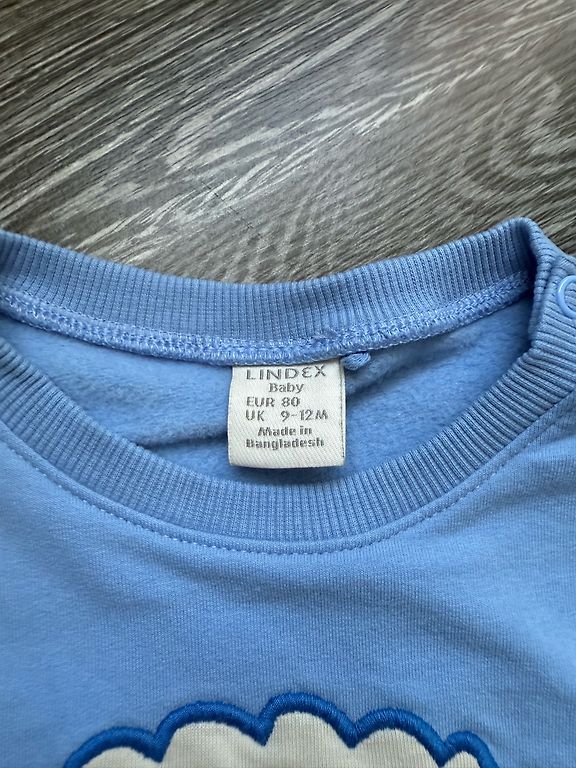 LINDEX
Baby
EUR 80
UK 9-12M
Made in
Bangladesh